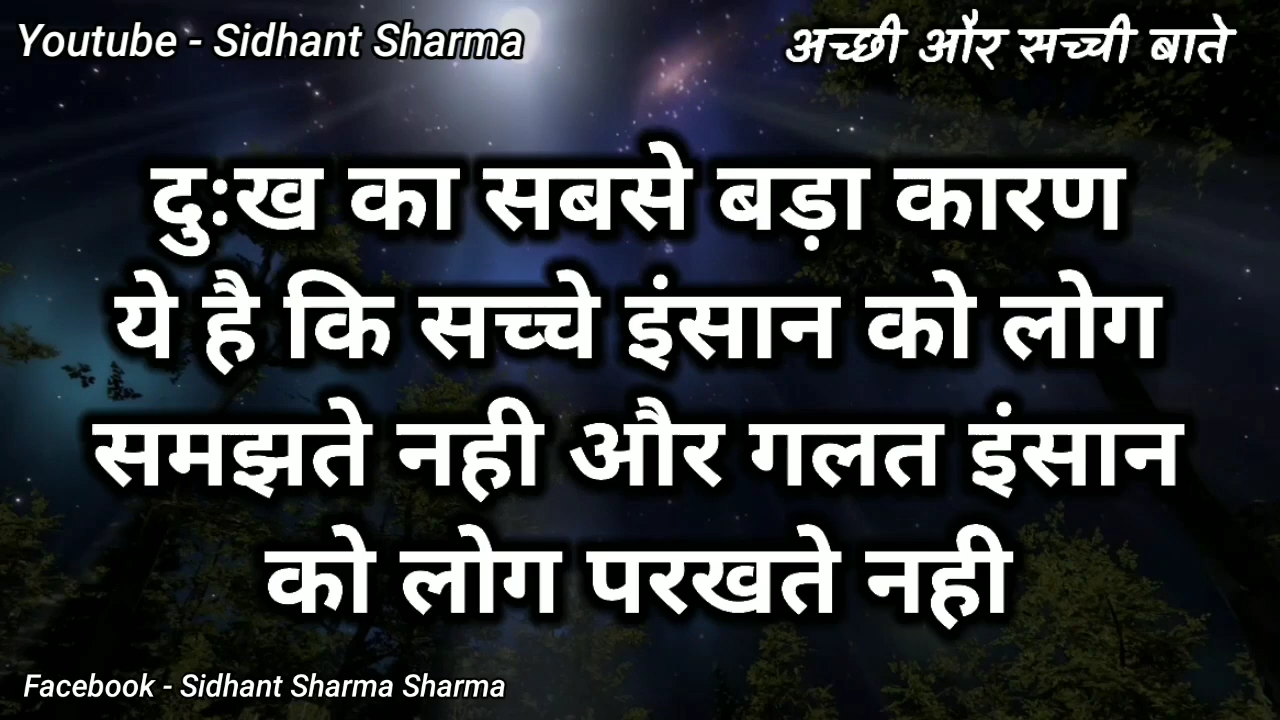 Youtube - Sidhant Sharma
अच्छी और सच्ची बाते
दुःख का सबसे बड़ा कारण
ये है कि सच्चे इंसान को लोग
समझते नही और गलत इंसान
को लोग परखते नही
Facebook - Sidhant Sharma Sharma